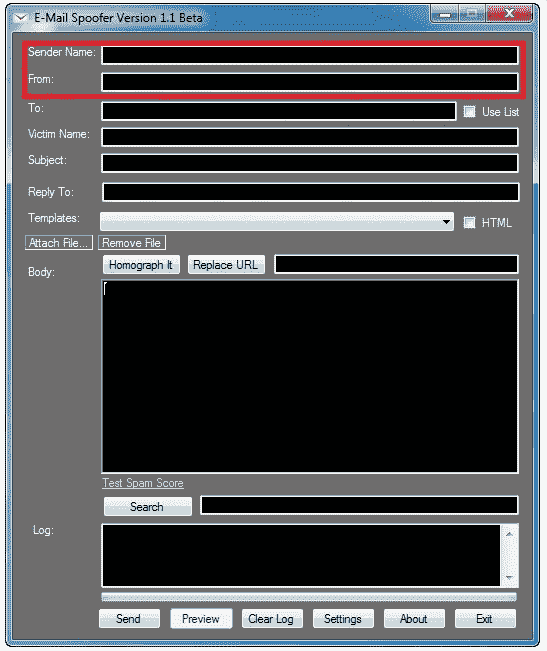 E-Mail Spoofer Version 1.1 Beta
Sender Name:
From:
To:
Use List
Victim Name:
Subject:
Reply To:
Templates:
HTML
Attach File...
Remove File
Body:
Homograph It
Replace URL
Test Spam Score
Search
Log:
Send
Preview
Clear Log
Settings
About
Exit